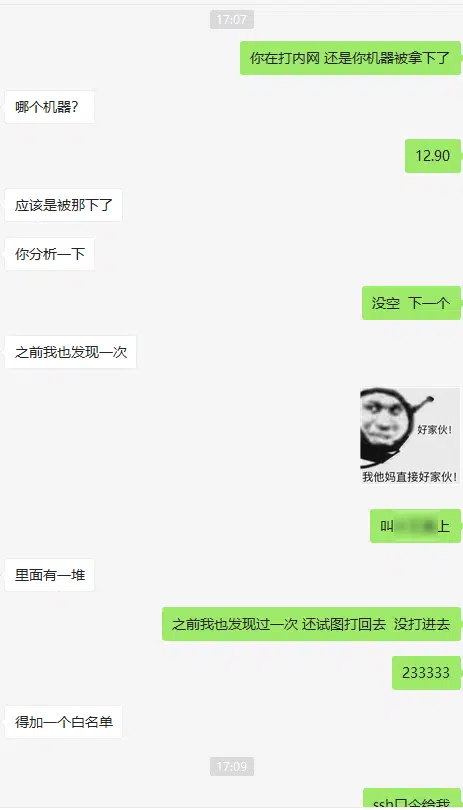 17:07
你在打内网 还是你机器被拿下了
哪个机器?
12.90
应该是被那下了
你分析一下
没空 下一个
之前我也发现一次
好家伙!
我他妈直接好家伙!
叫 上
里面有一堆
之前我也发现过一次 还试图打回去 没打进去
233333
得加一个白名单
17:09
ssh只令给我